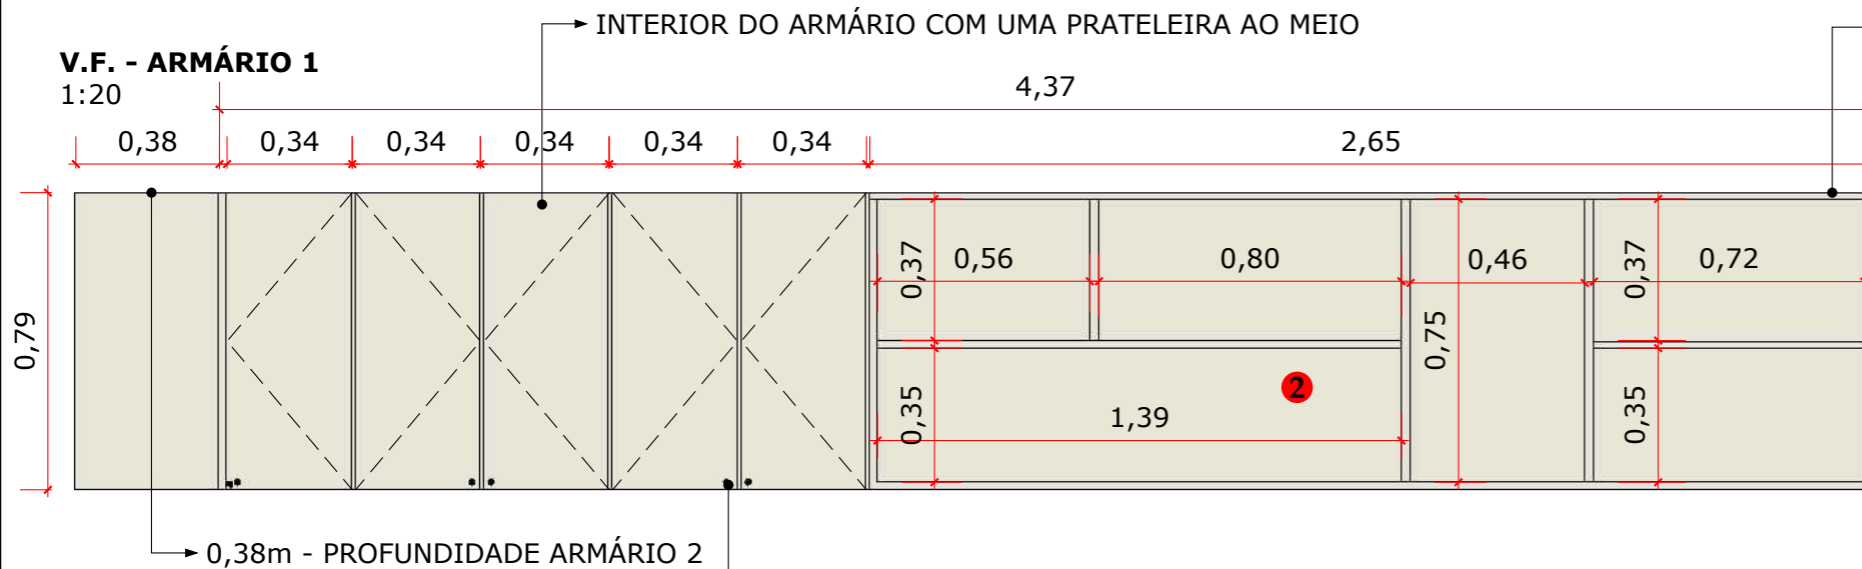 INTERIOR DO ARMÁRIO COM UMA PRATELEIRA AO MEIO
V.F. - ARMÁRIO 1
1:20
4,37
0,38 0,34 0,34 0,34 0,34 0,34 2,65
0,79
0,37 0,56 0,80 0,46 0,37 0,72
0,75
0,35 1,39 2 0,35
0,38m - PROFUNDIDADE ARMÁRIO 2